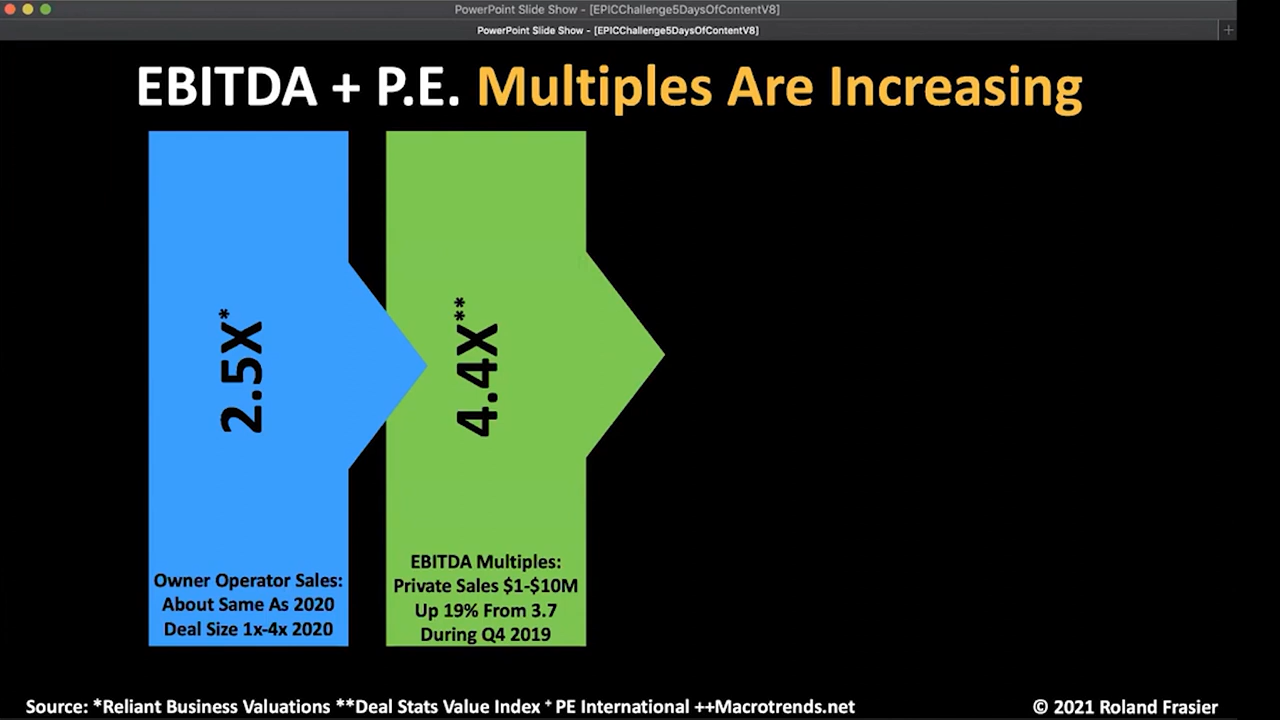 PowerPoint Slide Show - [EPICChallenge5DaysOfContentV8]
PowerPoint Slide Show - [EPICChallenge5DaysOfContentV8]
EBITDA + P.E. Multiples Are Increasing
2.5X*
4.4X**
Owner Operator Sales:
About Same As 2020
Deal Size 1x-4x 2020
EBITDA Multiples:
Private Sales $1-$10M
Up 19% From 3.7
During Q4 2019
Source: *Reliant Business Valuations **Deal Stats Value Index + PE International ++Macrotrends.net
© 2021 Roland Frasier